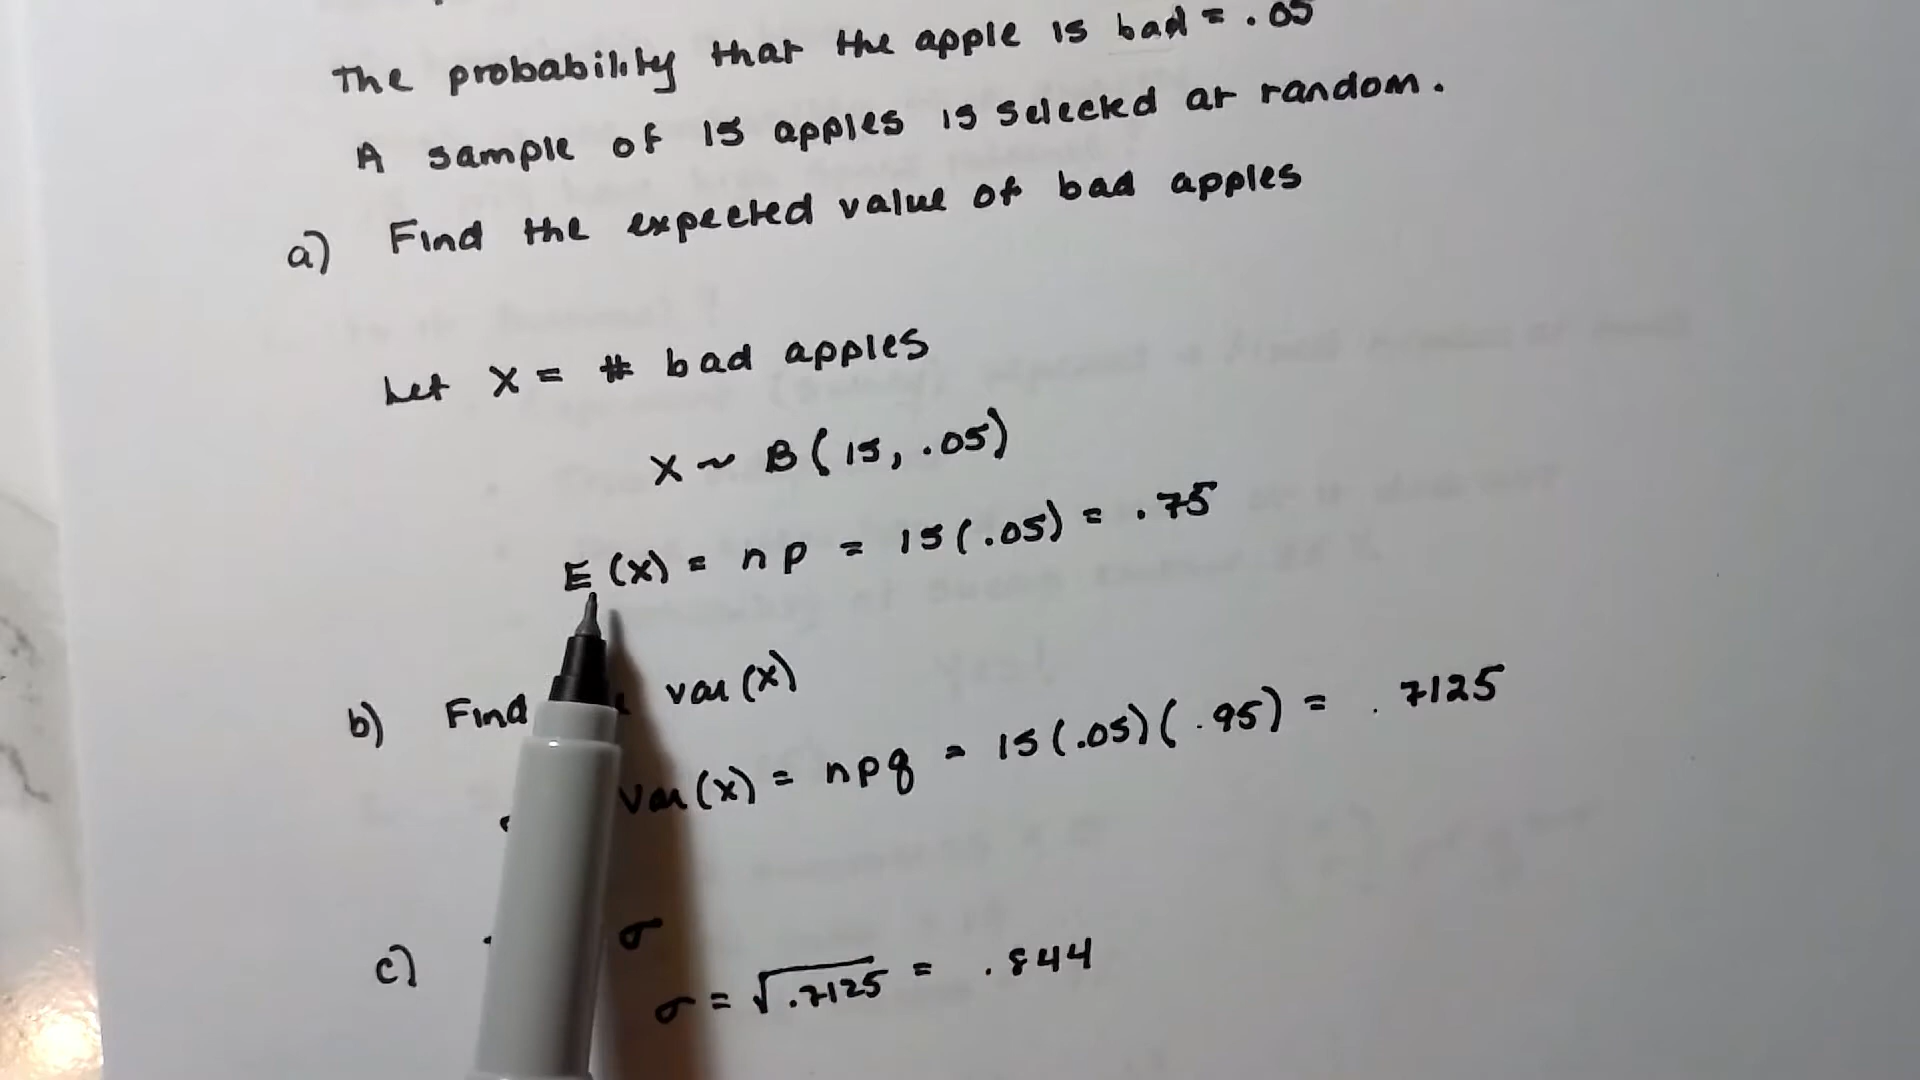 The probability that the apple is bad = .05
A sample of 15 apples is selected at random.
a) Find the expected value of bad apples
Let X = # bad apples
X ~ B(15, .05)
E(X) = np = 15(.05) = .75
b) Find var(X)
Var(X) = npq = 15(.05)(.95) = .7125
c) σ
σ = √.7125 = .844